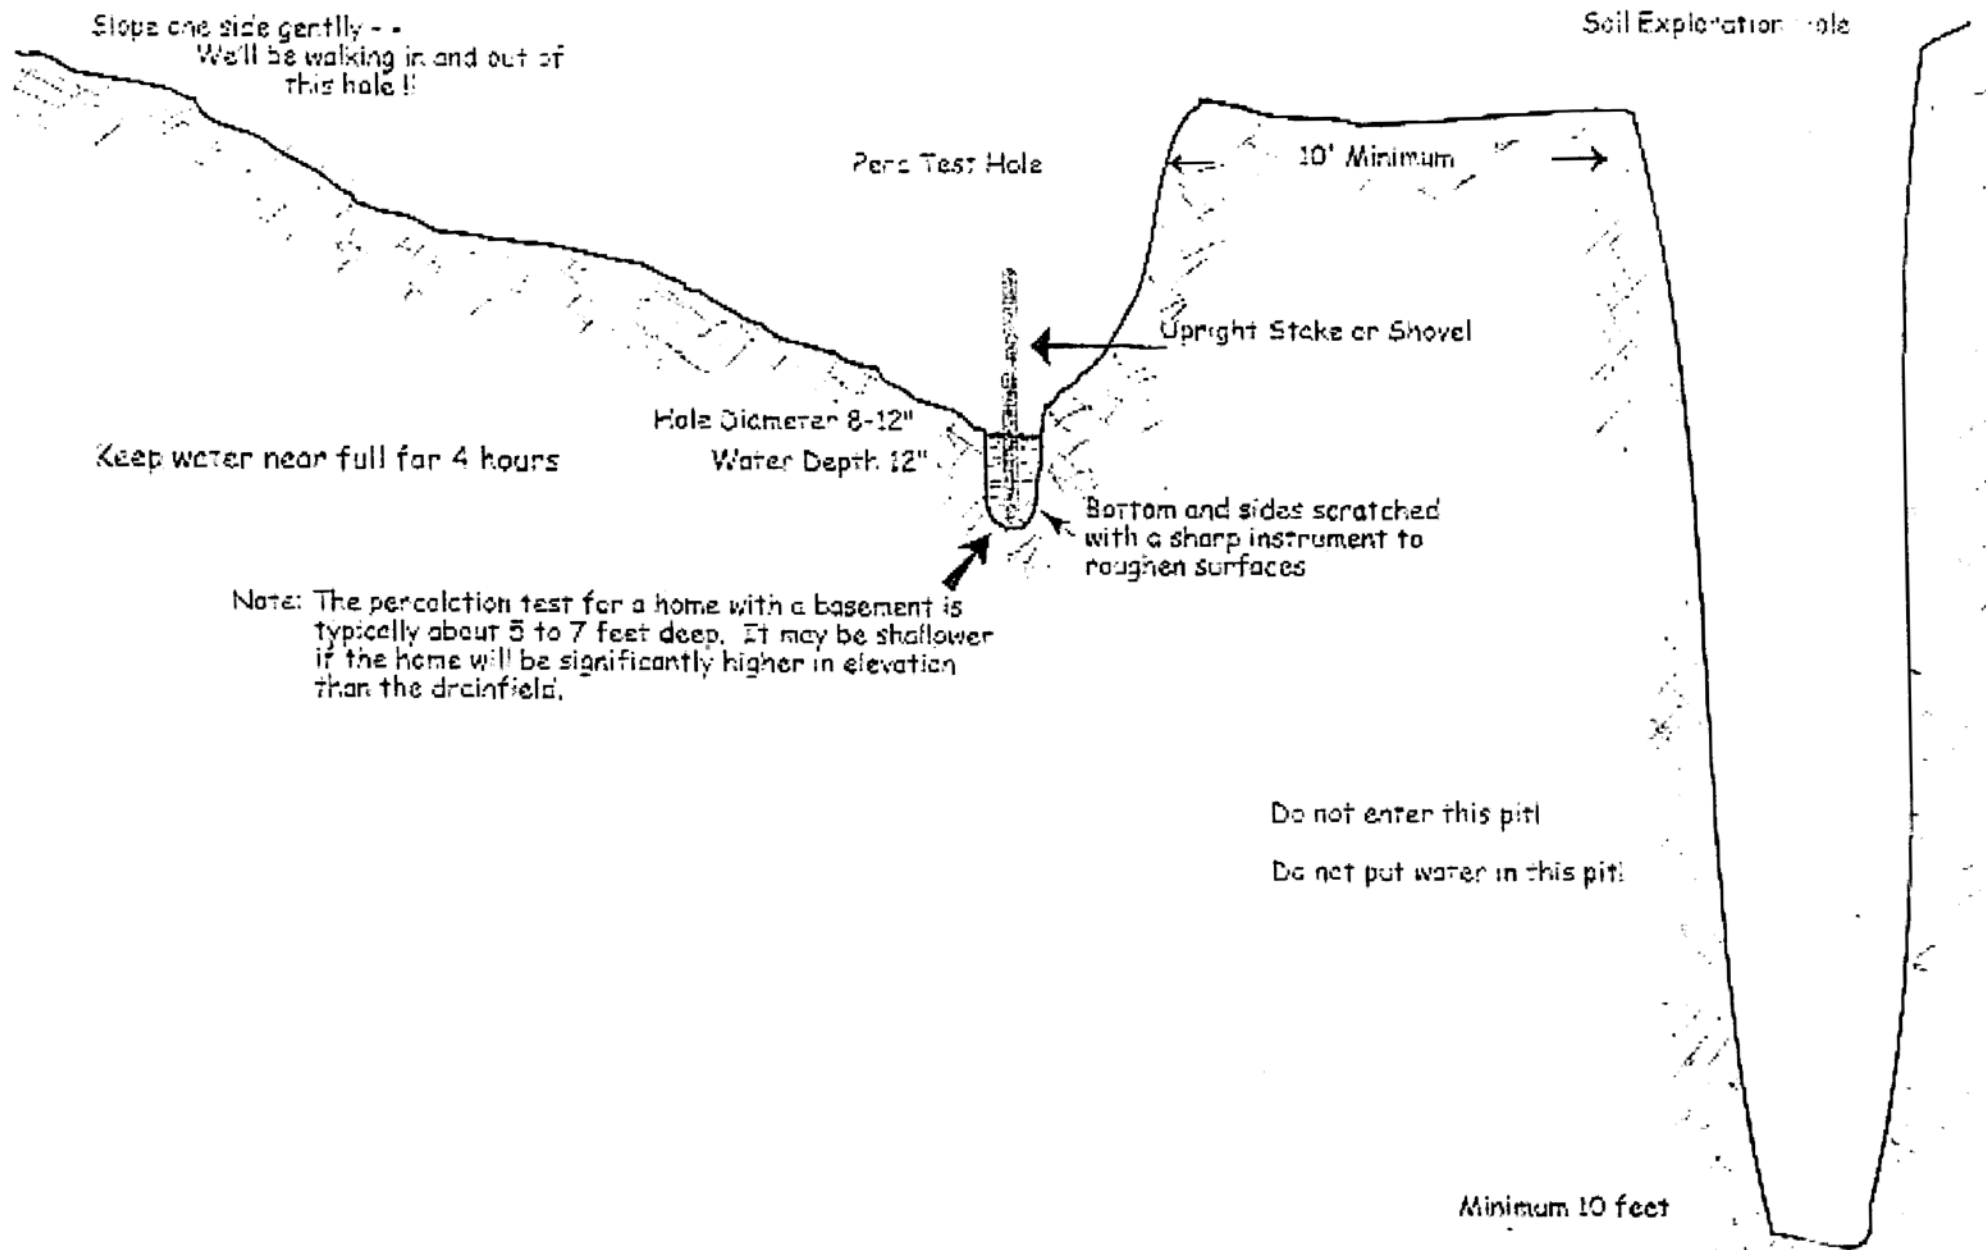 Slope one side gentlly - -
We'll be walking in and out of
this hole !!
Soil Exploration Hole
Perc Test Hole
10' Minimum
Upright Stake or Shovel
Hole Diameter 8-12"
Keep water near full for 4 hours
Water Depth 12"
Bottom and sides scratched
with a sharp instrument to
roughen surfaces
Note: The percolation test for a home with a basement is
typically about 5 to 7 feet deep. It may be shallower
if the home will be significantly higher in elevation
than the drainfield.
Do not enter this pit!
Do not put water in this pit!
Minimum 10 feet